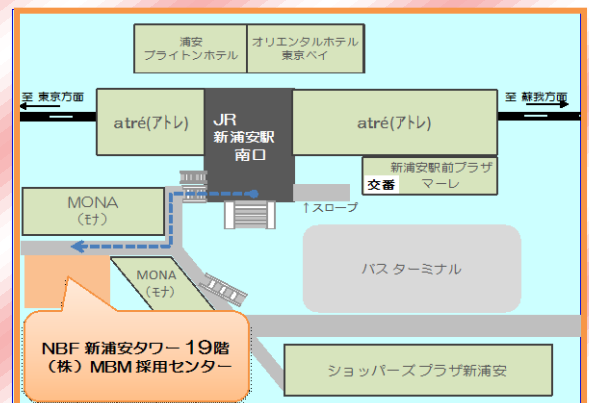 浦安
ブライトンホテル
オリエンタルホテル
東京ベイ
至 東京方面
至 蘇我方面
atré(アトレ)
JR
新浦安駅
南口
atré(アトレ)
新浦安駅前プラザ
マーレ
交番
↑スロープ
MONA
(モナ)
MONA
(モナ)
バス ターミナル
NBF 新浦安タワー 19階
(株) MBM 採用センター
ショッパーズ プラザ新浦安